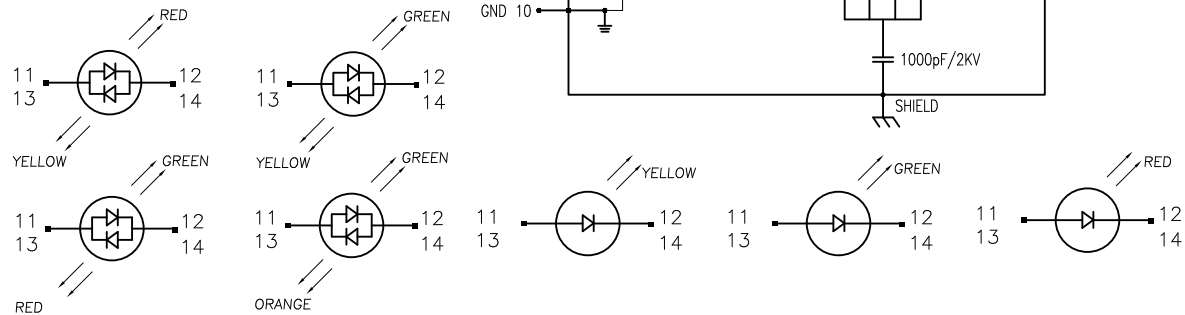 RED
GREEN
GND 10
11
13
12
14
11
13
12
14
1000pF/2KV
SHIELD
YELLOW
YELLOW
GREEN
GREEN
YELLOW
GREEN
RED
11
13
12
14
11
13
12
14
11
13
12
14
11
13
12
14
11
13
12
14
RED
ORANGE